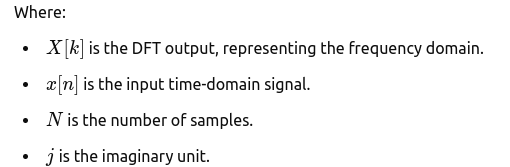 Where:
• X[k] is the DFT output, representing the frequency domain.
• x[n] is the input time-domain signal.
• N is the number of samples.
• j is the imaginary unit.